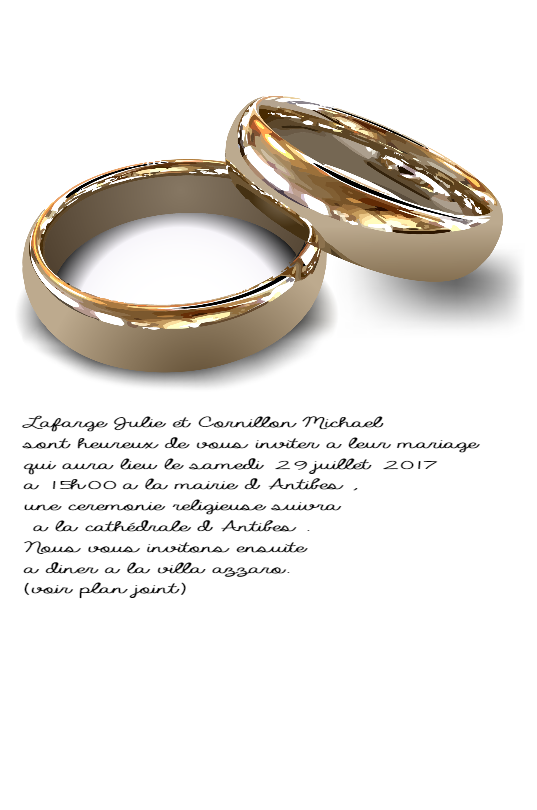 Lafarge Julie et Cornillon Michael
sont heureux de vous inviter a leur mariage
qui aura lieu le samedi 29 juillet 2017
a 15h00 a la mairie d Antibes ,
une ceremonie religieuse suivra
a la cathédrale d Antibes .
Nous vous invitons ensuite
a diner a la villa azzaro.
(voir plan joint)